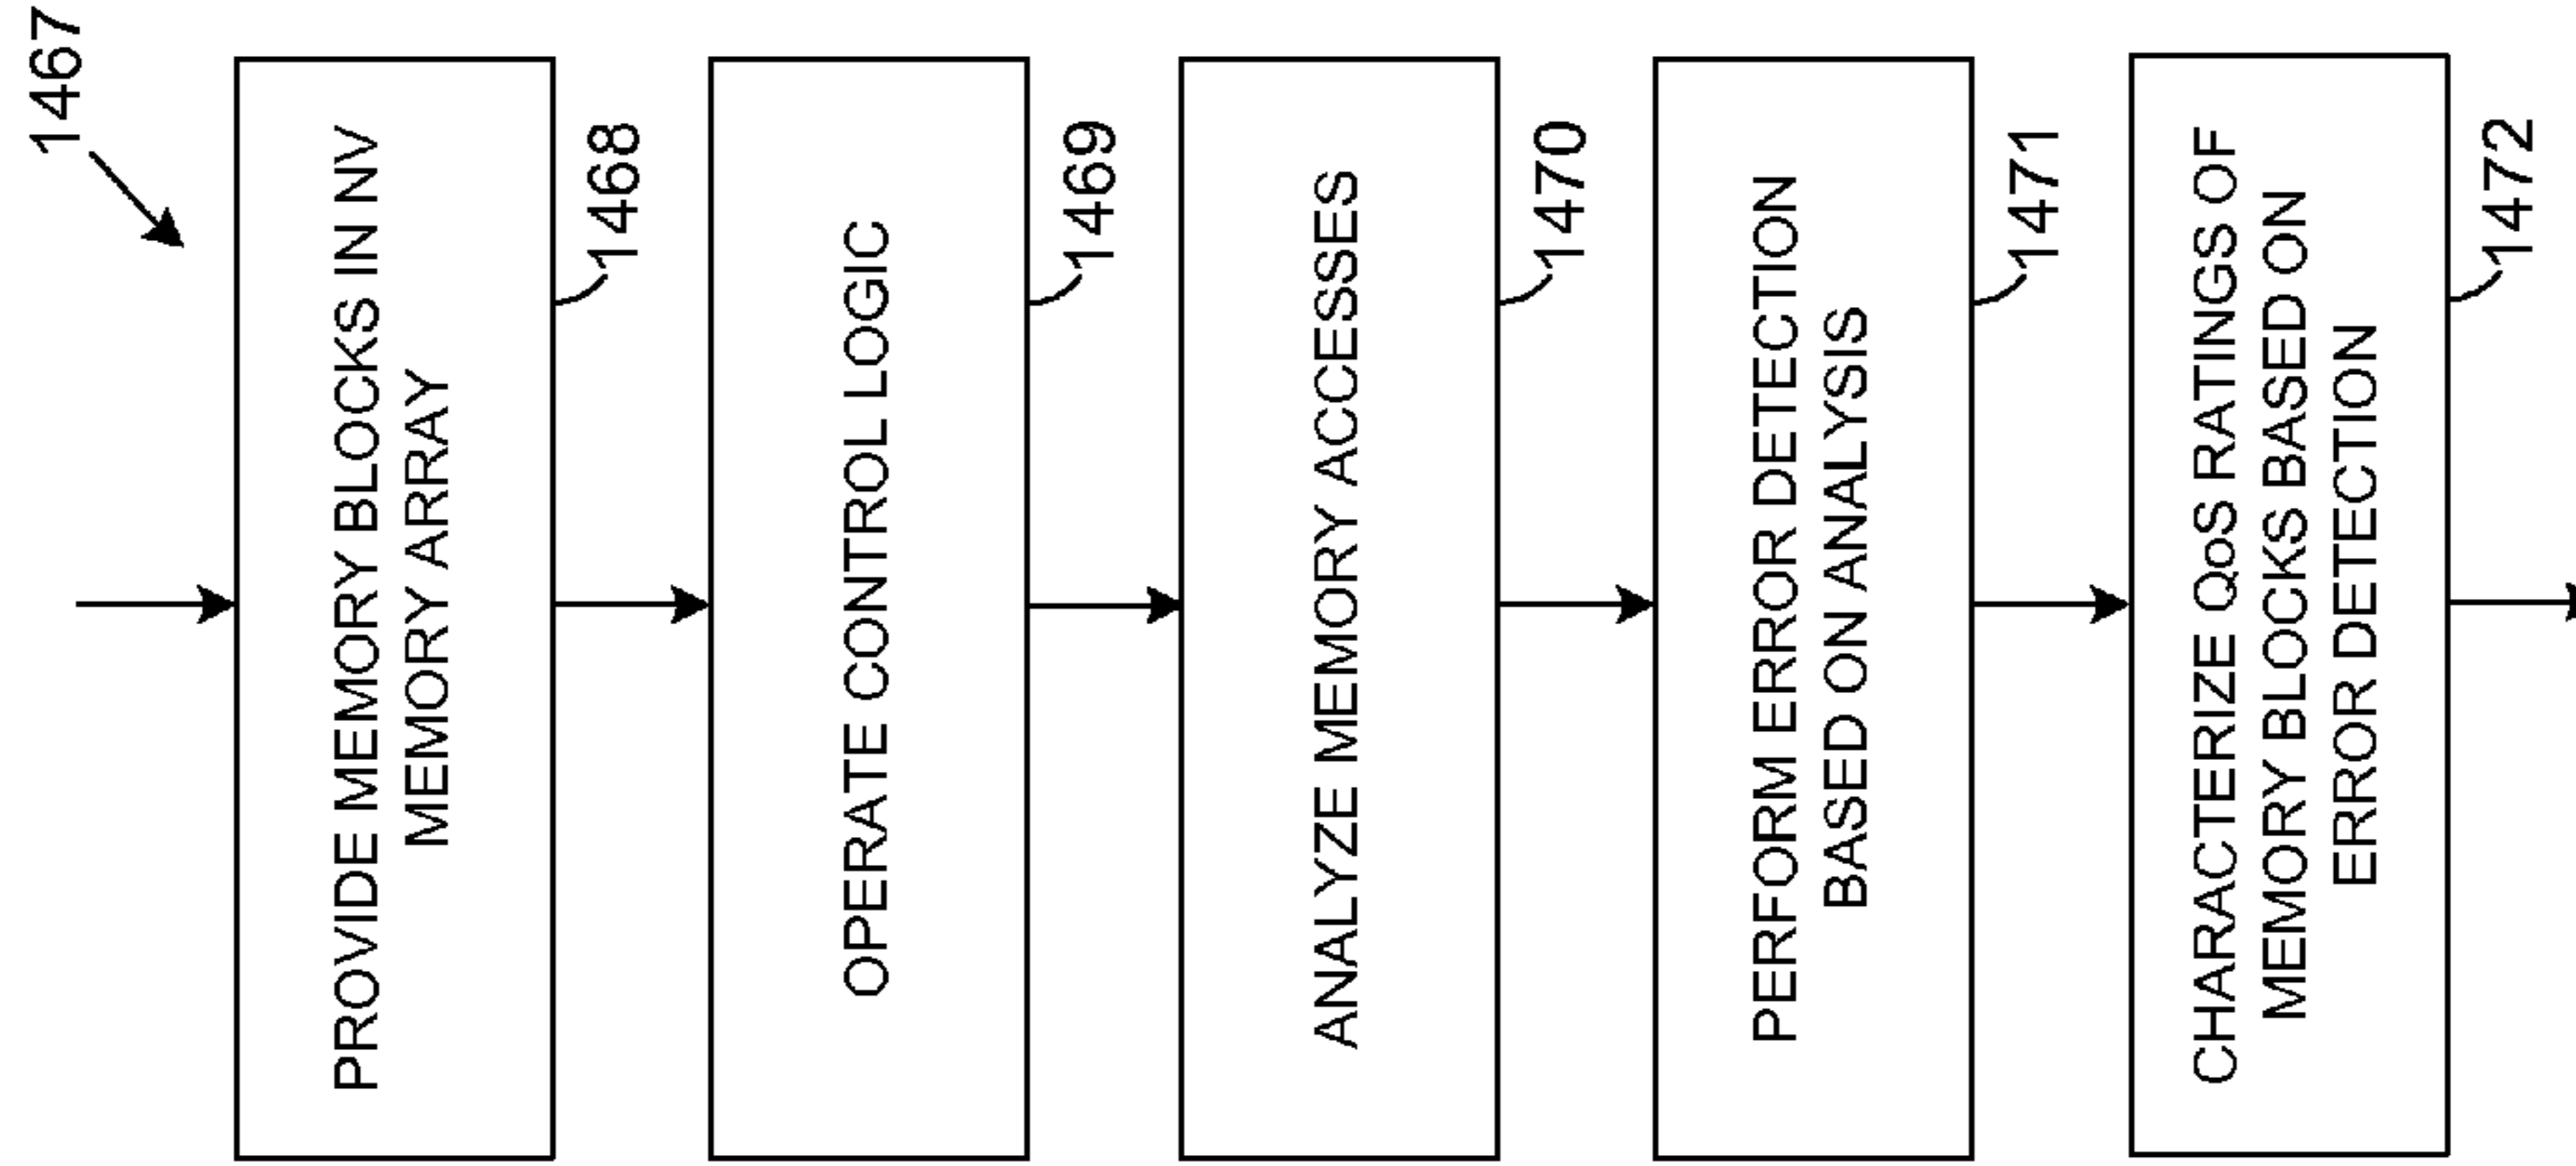 1467
PROVIDE MEMORY BLOCKS IN NV
MEMORY ARRAY
1468
OPERATE CONTROL LOGIC
1469
ANALYZE MEMORY ACCESSES
1470
PERFORM ERROR DETECTION
BASED ON ANALYSIS
1471
CHARACTERIZE QoS RATINGS OF
MEMORY BLOCKS BASED ON
ERROR DETECTION
1472